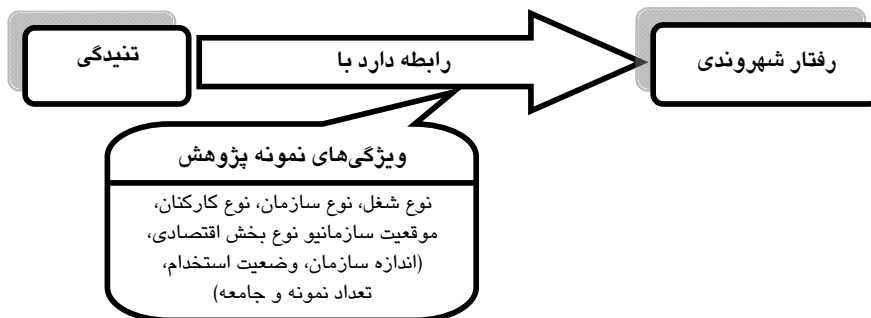 تنیدگی
رابطه دارد با
رفتار شهروندی
ویژگی‌های نمونه پژوهش
نوع شغل، نوع سازمان، نوع کارکنان،
موقعیت سازمانیو نوع بخش اقتصادی،
(اندازه سازمان، وضعیت استخدام،
تعداد نمونه و جامعه)